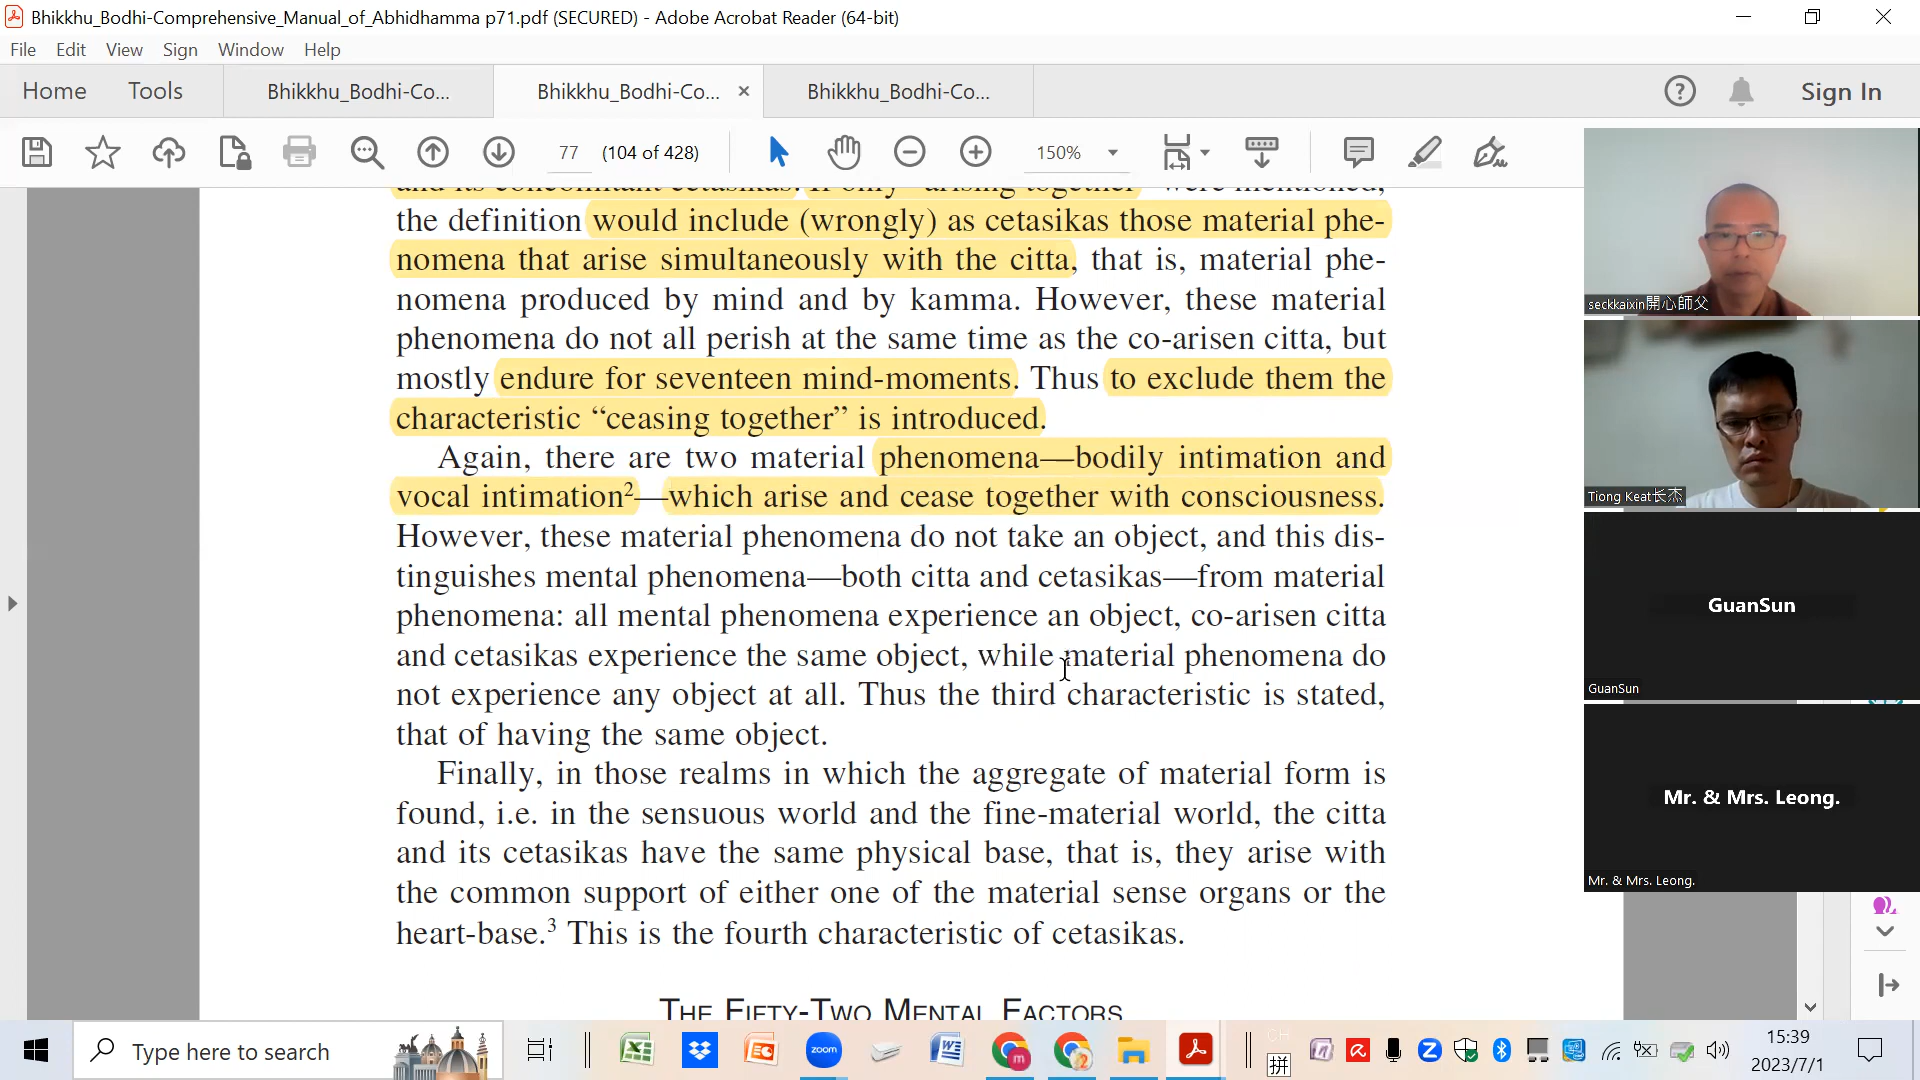 Bhikkhu_Bodhi-Comprehensive_Manual_of_Abhidhamma p71.pdf (SECURED) - Adobe Acrobat Reader (64-bit)
File Edit View Sign Window Help
Home Tools Bhikkhu_Bodhi-Co... Bhikkhu_Bodhi-Co... × Bhikkhu_Bodhi-Co... Sign In
77 (104 of 428) 150%
and its concomitant cetasikas. If only “arising together” were mentioned,
the definition would include (wrongly) as cetasikas those material phe-
nomena that arise simultaneously with the citta, that is, material phe-
nomena produced by mind and by kamma. However, these material
phenomena do not all perish at the same time as the co-arisen citta, but
mostly endure for seventeen mind-moments. Thus to exclude them the
characteristic “ceasing together” is introduced.
Again, there are two material phenomena—bodily intimation and
vocal intimation²—which arise and cease together with consciousness.
However, these material phenomena do not take an object, and this dis-
tinguishes mental phenomena—both citta and cetasikas—from material
phenomena: all mental phenomena experience an object, co-arisen citta
and cetasikas experience the same object, while material phenomena do
not experience any object at all. Thus the third characteristic is stated,
that of having the same object.
Finally, in those realms in which the aggregate of material form is
found, i.e. in the sensuous world and the fine-material world, the citta
and its cetasikas have the same physical base, that is, they arise with
the common support of either one of the material sense organs or the
heart-base.³ This is the fourth characteristic of cetasikas.
THE FIFTY-TWO MENTAL FACTORS
seckkaixin開心師父
Tiong Keat长杰
GuanSun
GuanSun
Mr. & Mrs. Leong.
Mr. & Mrs. Leong.
Type here to search
zoom
CH
拼
15:39
2023/7/1